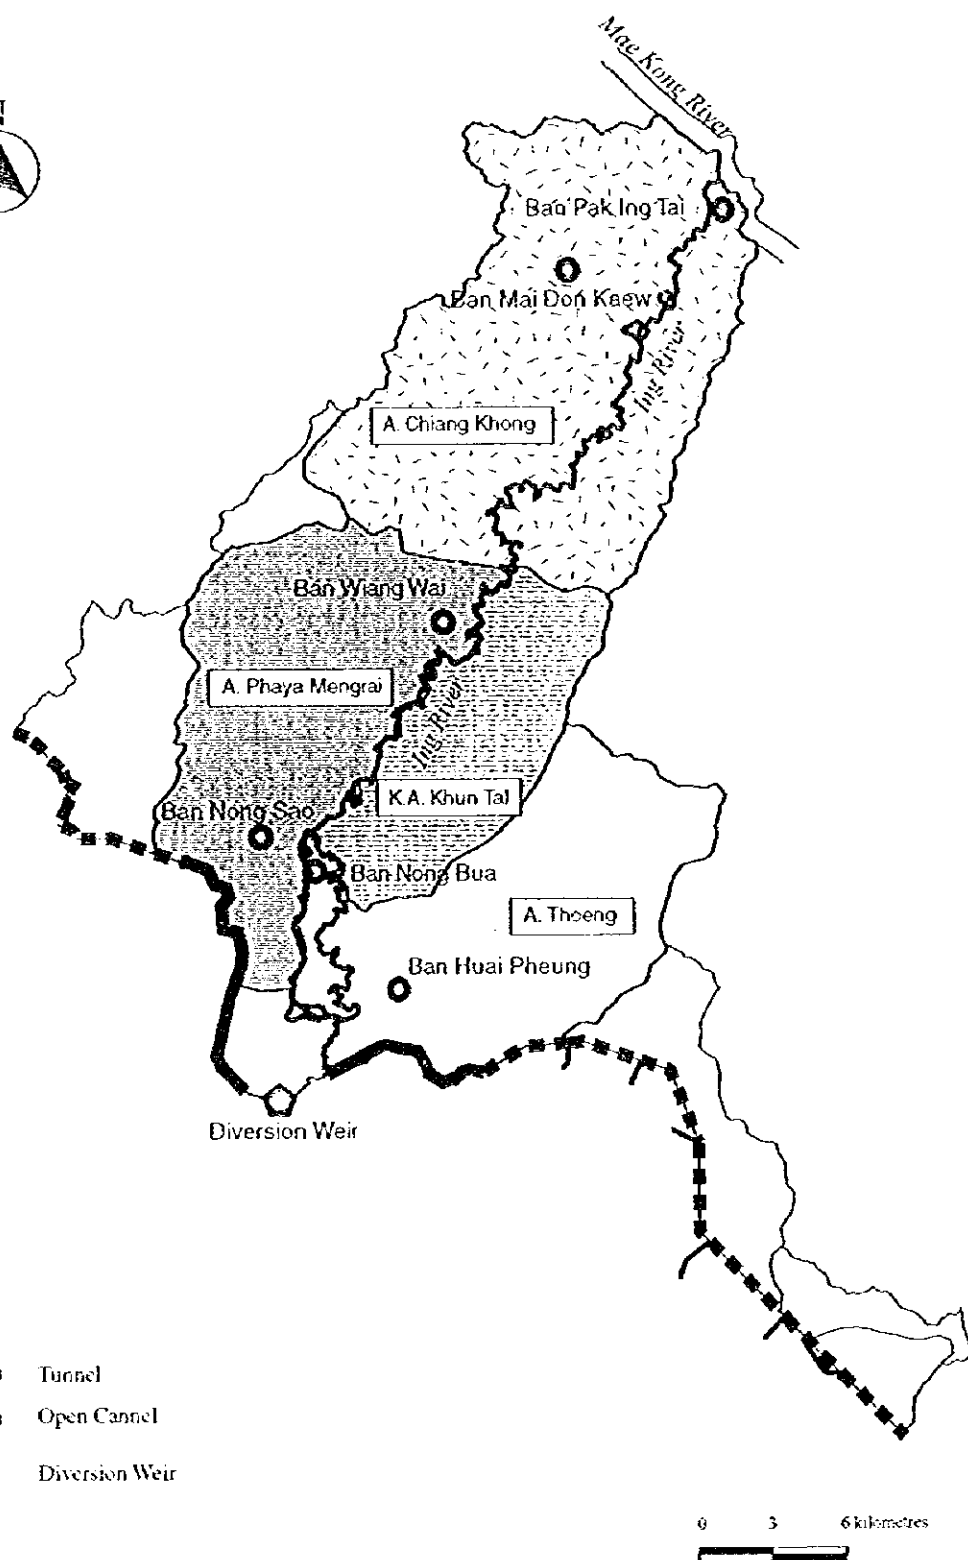 Mae Kong River
N
Ban Pak Ing Tai
Ban Mai Don Kaew
Ing River
A. Chiang Khong
Ban Wiang Wai
A. Phaya Mengrai
Ing River
K.A. Khun Tal
Ban Nong Sao
Ban Nong Bua
A. Thoeng
Ban Huai Pheung
Diversion Weir
Tunnel
Open Cannel
Diversion Weir
0 3 6 kilometres